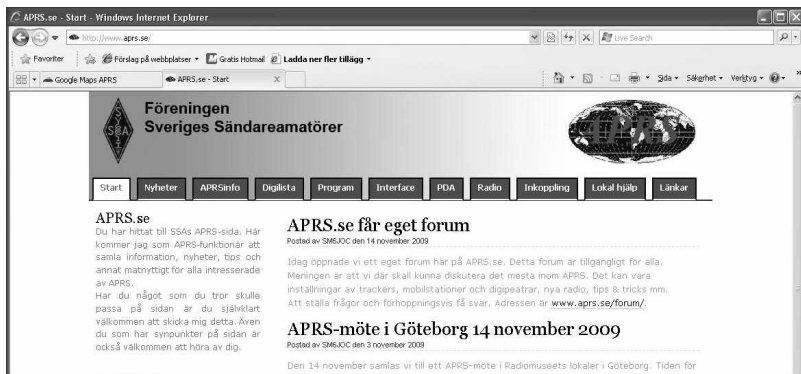 APRS.se - Start - Windows Internet Explorer
http://www.aprs.se/
Live Search
Favoriter Förslag på webbplatser Gratis Hotmail Ladda ner fler tillägg
Google Maps APRS APRS.se - Start Sida Säkerhet Verktyg
Föreningen
Sveriges Sändareamatörer
SSA
APRS
Start Nyheter APRSinfo Digilista Program Interface PDA Radio Inkoppling Lokal hjälp Länkar
APRS.se
Du har hittat till SSAs APRS-sida. Här
kommer jag som APRS-funktionär att
samla information, nyheter, tips och
annat matnyttigt för alla intresserade
av APRS.
Har du något som du tror skulle
passa på sidan är du självklart
välkommen att skicka mig detta. Även
du som har synpunkter på sidan är
också välkommen att höra av dig.
APRS.se får eget forum
Postad av SM6JOC den 14 november 2009
Idag öppnade vi ett eget forum här på APRS.se. Detta forum är tillgängligt för alla.
Meningen är att vi där skall kunna diskutera det mesta inom APRS. Det kan vara
inställningar av trackers, mobilstationer och digipeatrar, nya radio, tips & tricks mm.
Att ställa frågor och förhoppningsvis få svar. Adressen är www.aprs.se/forum/.
APRS-möte i Göteborg 14 november 2009
Postad av SM6JOC den 3 november 2009
Den 14 november samlas vi till ett APRS-möte i Radiomuseets lokaler i Göteborg. Tiden för